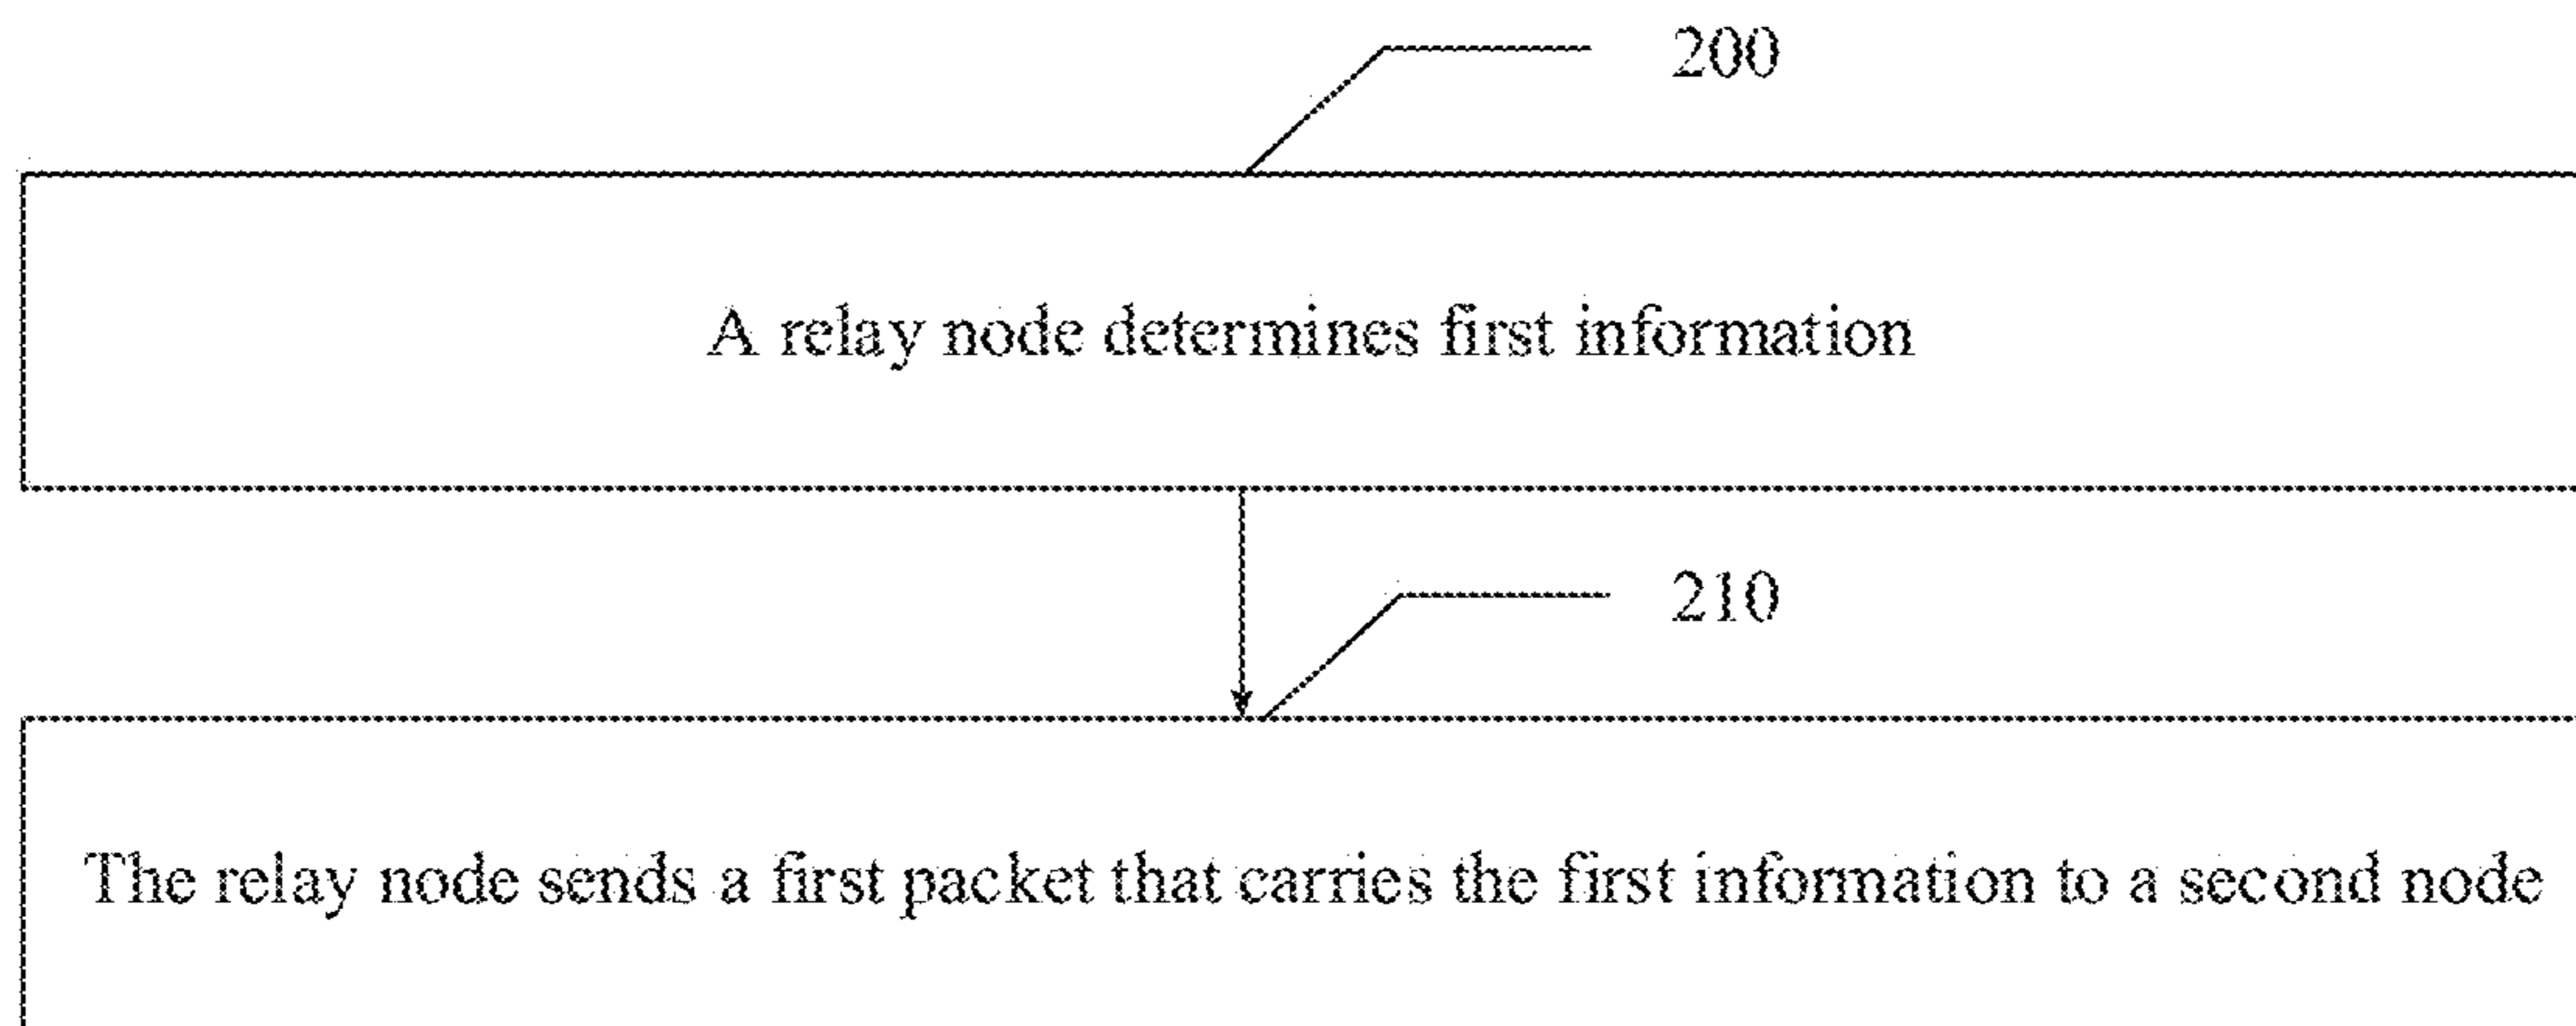 200
A relay node determines first information
210
The relay node sends a first packet that carries the first information to a second node